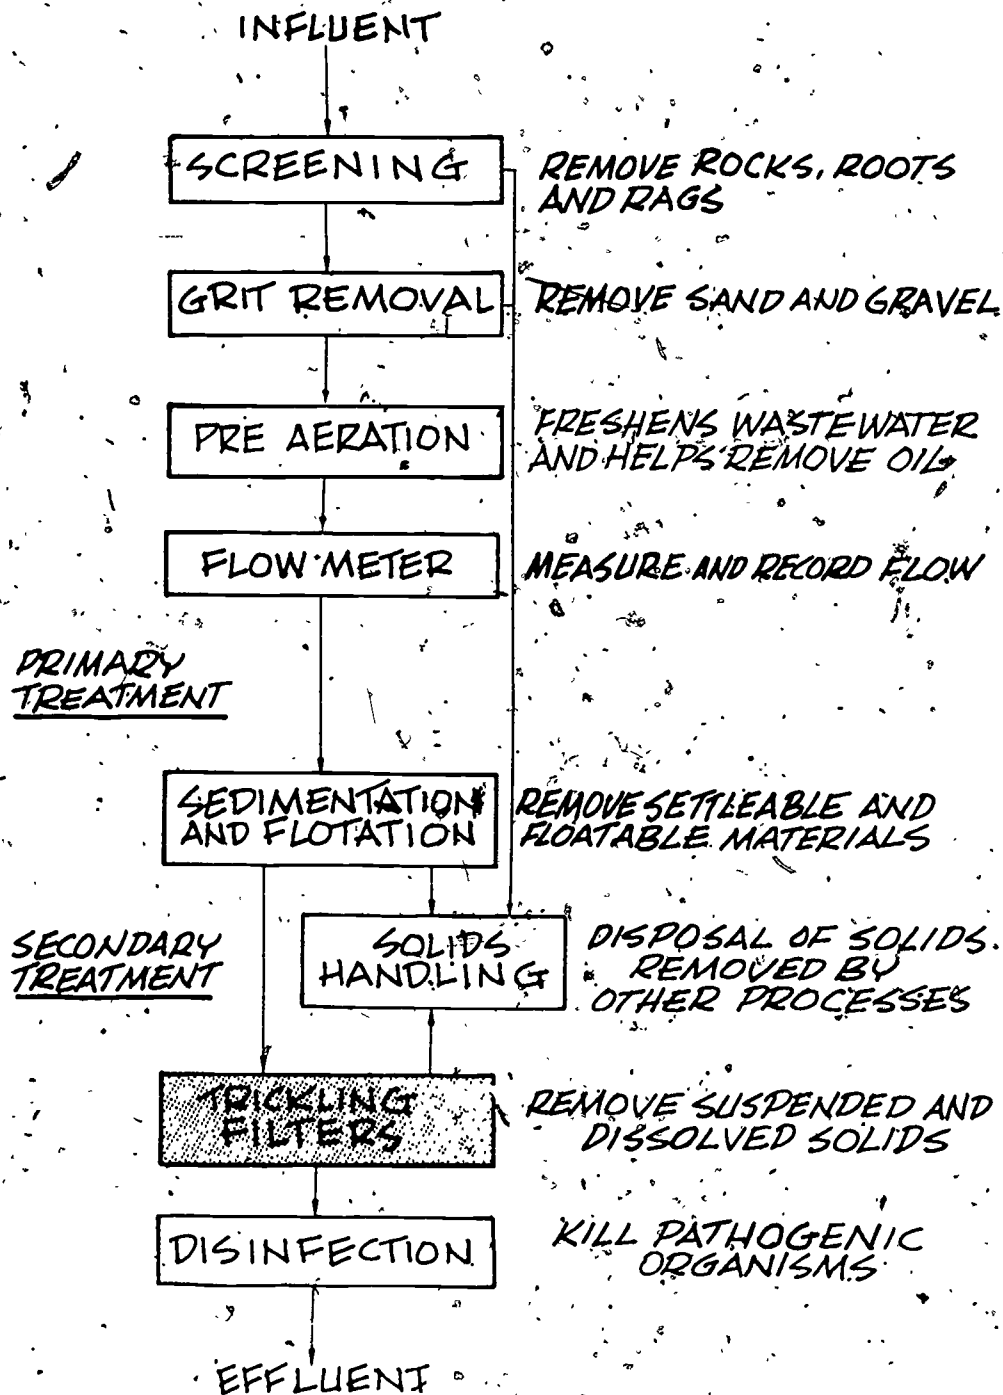 INFLUENT
SCREENING
REMOVE ROCKS, ROOTS
AND RAGS
GRIT REMOVAL
REMOVE SAND AND GRAVEL
PRE AERATION
FRESHENS WASTEWATER
AND HELPS REMOVE OIL
FLOW METER
MEASURE AND RECORD FLOW
PRIMARY
TREATMENT
SEDIMENTATION
AND FLOTATION
REMOVE SETTLEABLE AND
FLOATABLE MATERIALS
SECONDARY
TREATMENT
SOLIDS
HANDLING
DISPOSAL OF SOLIDS
REMOVED BY
OTHER PROCESSES
TRICKLING
FILTERS
REMOVE SUSPENDED AND
DISSOLVED SOLIDS
DISINFECTION
KILL PATHOGENIC
ORGANISMS
EFFLUENT